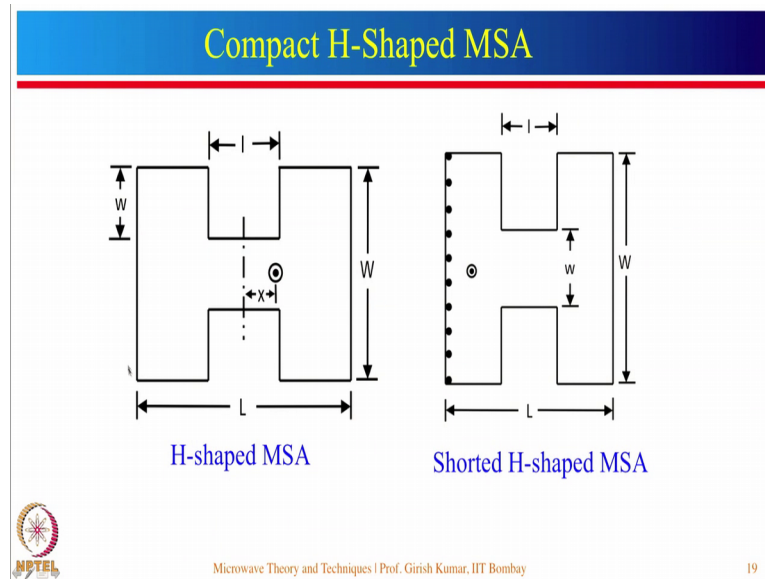 Compact H-Shaped MSA
l
w
W
x
L
H-shaped MSA
l
w
W
L
Shorted H-shaped MSA
NPTEL
Microwave Theory and Techniques | Prof. Girish Kumar, IIT Bombay
19